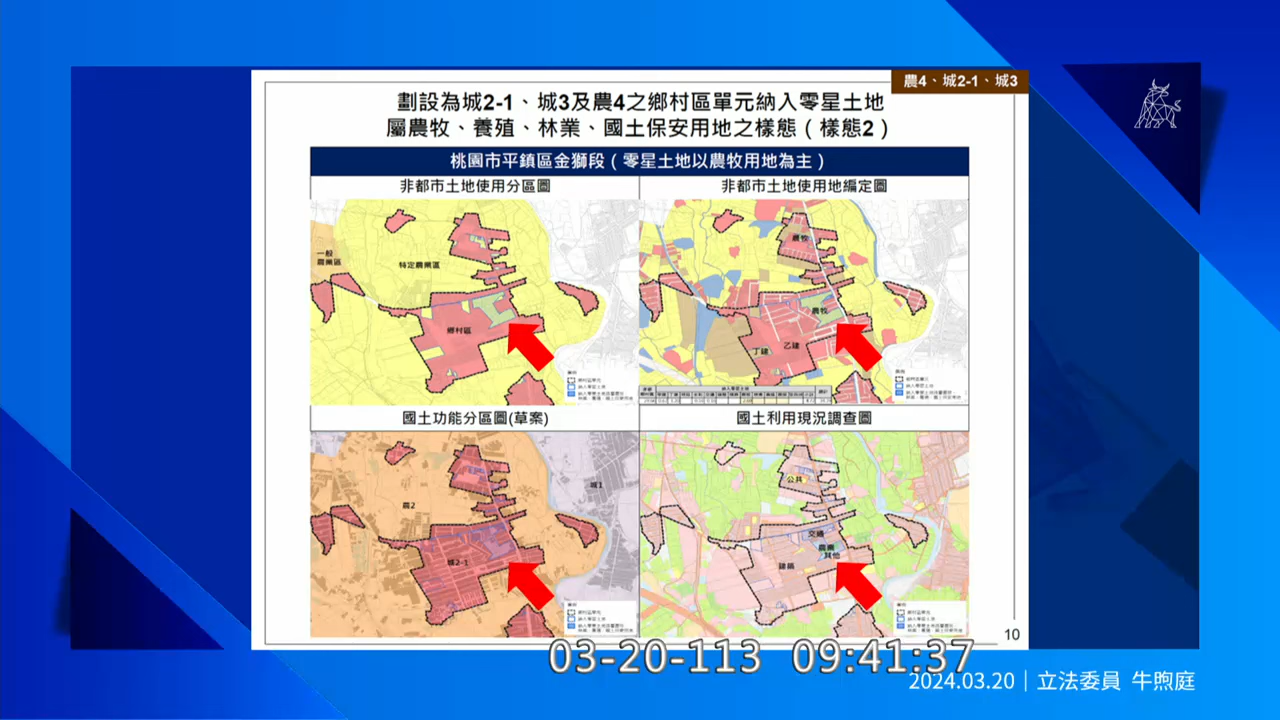 農4、城2-1、城3
劃設為城2-1、城3及農4之鄉村區單元納入零星土地
屬農牧、養殖、林業、國土保安用地之樣態（樣態2）
桃園市平鎮區金獅段（零星土地以農牧用地為主）
非都市土地使用分區圖
非都市土地使用地編定圖
一般
農業區
特定農業區
鄉村區
農牧
農牧
丁建
乙建
國土功能分區圖(草案)
國土利用現況調查圖
農2
城1
城2-1
公共
交通
農業
其他
建築
10
03-20-113 09:41:37
2024.03.20｜立法委員 牛煦庭